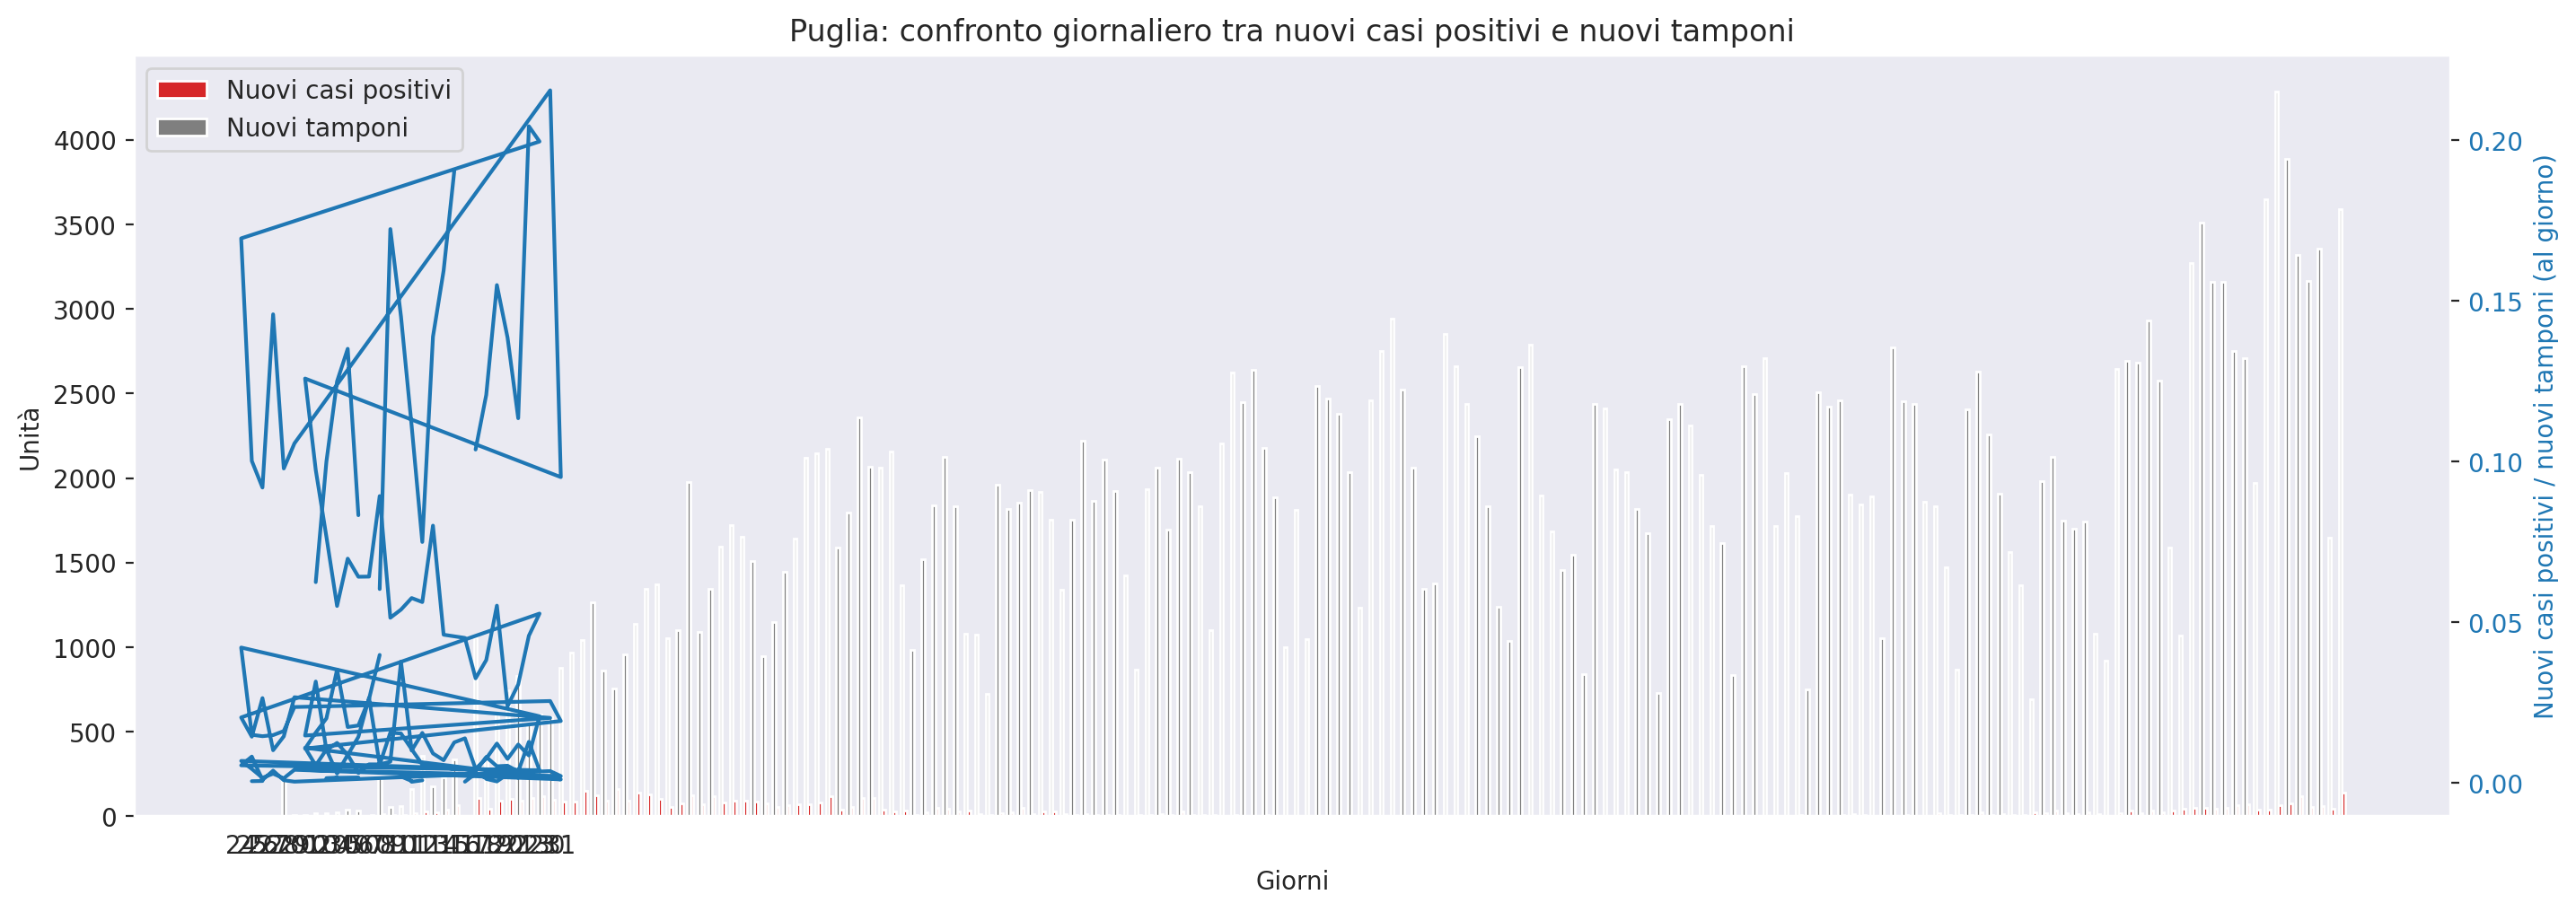 Puglia: confronto giornaliero tra nuovi casi positivi e nuovi tamponi
Nuovi casi positivi
Nuovi tamponi
4000
3500
3000
2500
2000
1500
1000
500
0
Unità
0.20
0.15
0.10
0.05
0.00
Nuovi casi positivi / nuovi tamponi (al giorno)
Giorni